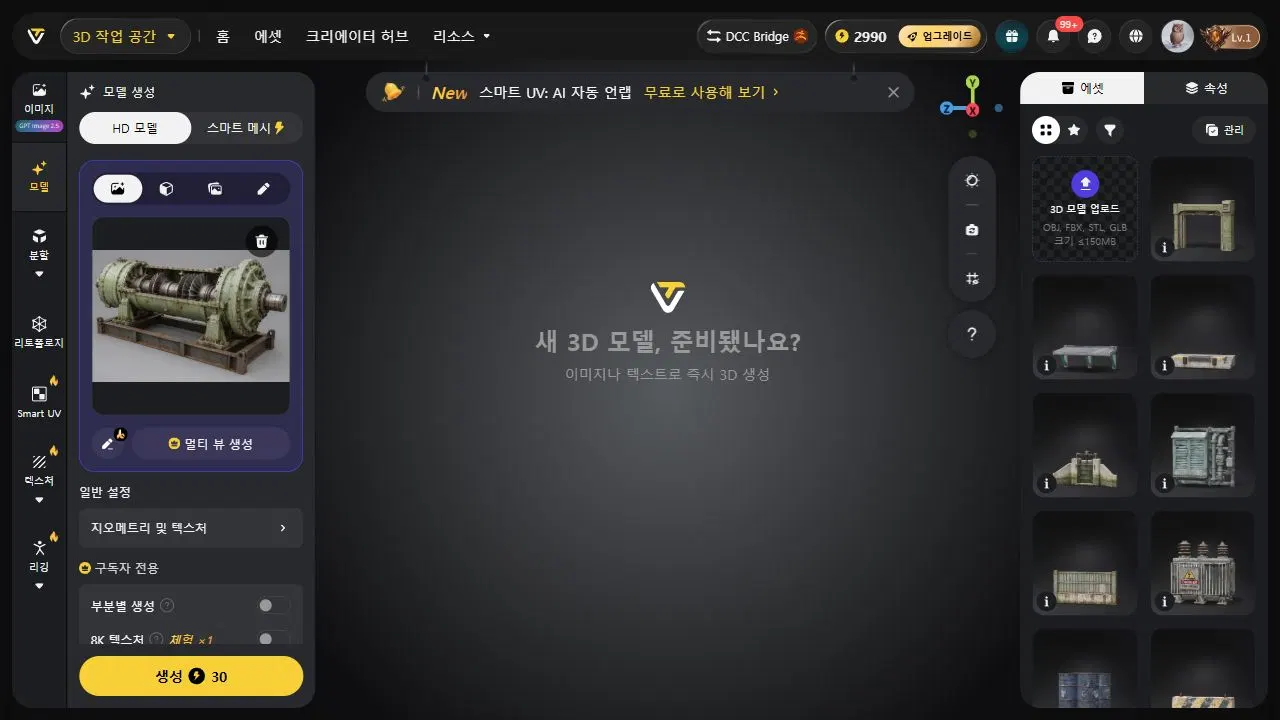 3D 작업 공간
홈
에셋
크리에이터 허브
리소스
DCC Bridge
2990
업그레이드
99+
Lv.1
이미지
GPT Image 2.5
모델
분할
리토폴로지
Smart UV
텍스처
리깅
모델 생성
HD 모델
스마트 메시
멀티 뷰 생성
일반 설정
지오메트리 및 텍스처
구독자 전용
부분별 생성
8K 텍스처 체험 ×1
생성 30
New 스마트 UV: AI 자동 언랩 무료로 사용해 보기
새 3D 모델, 준비됐나요?
이미지나 텍스트로 즉시 3D 생성
Y
Z
X
?
에셋
속성
관리
3D 모델 업로드
OBJ, FBX, STL, GLB
크기 ≤150MB